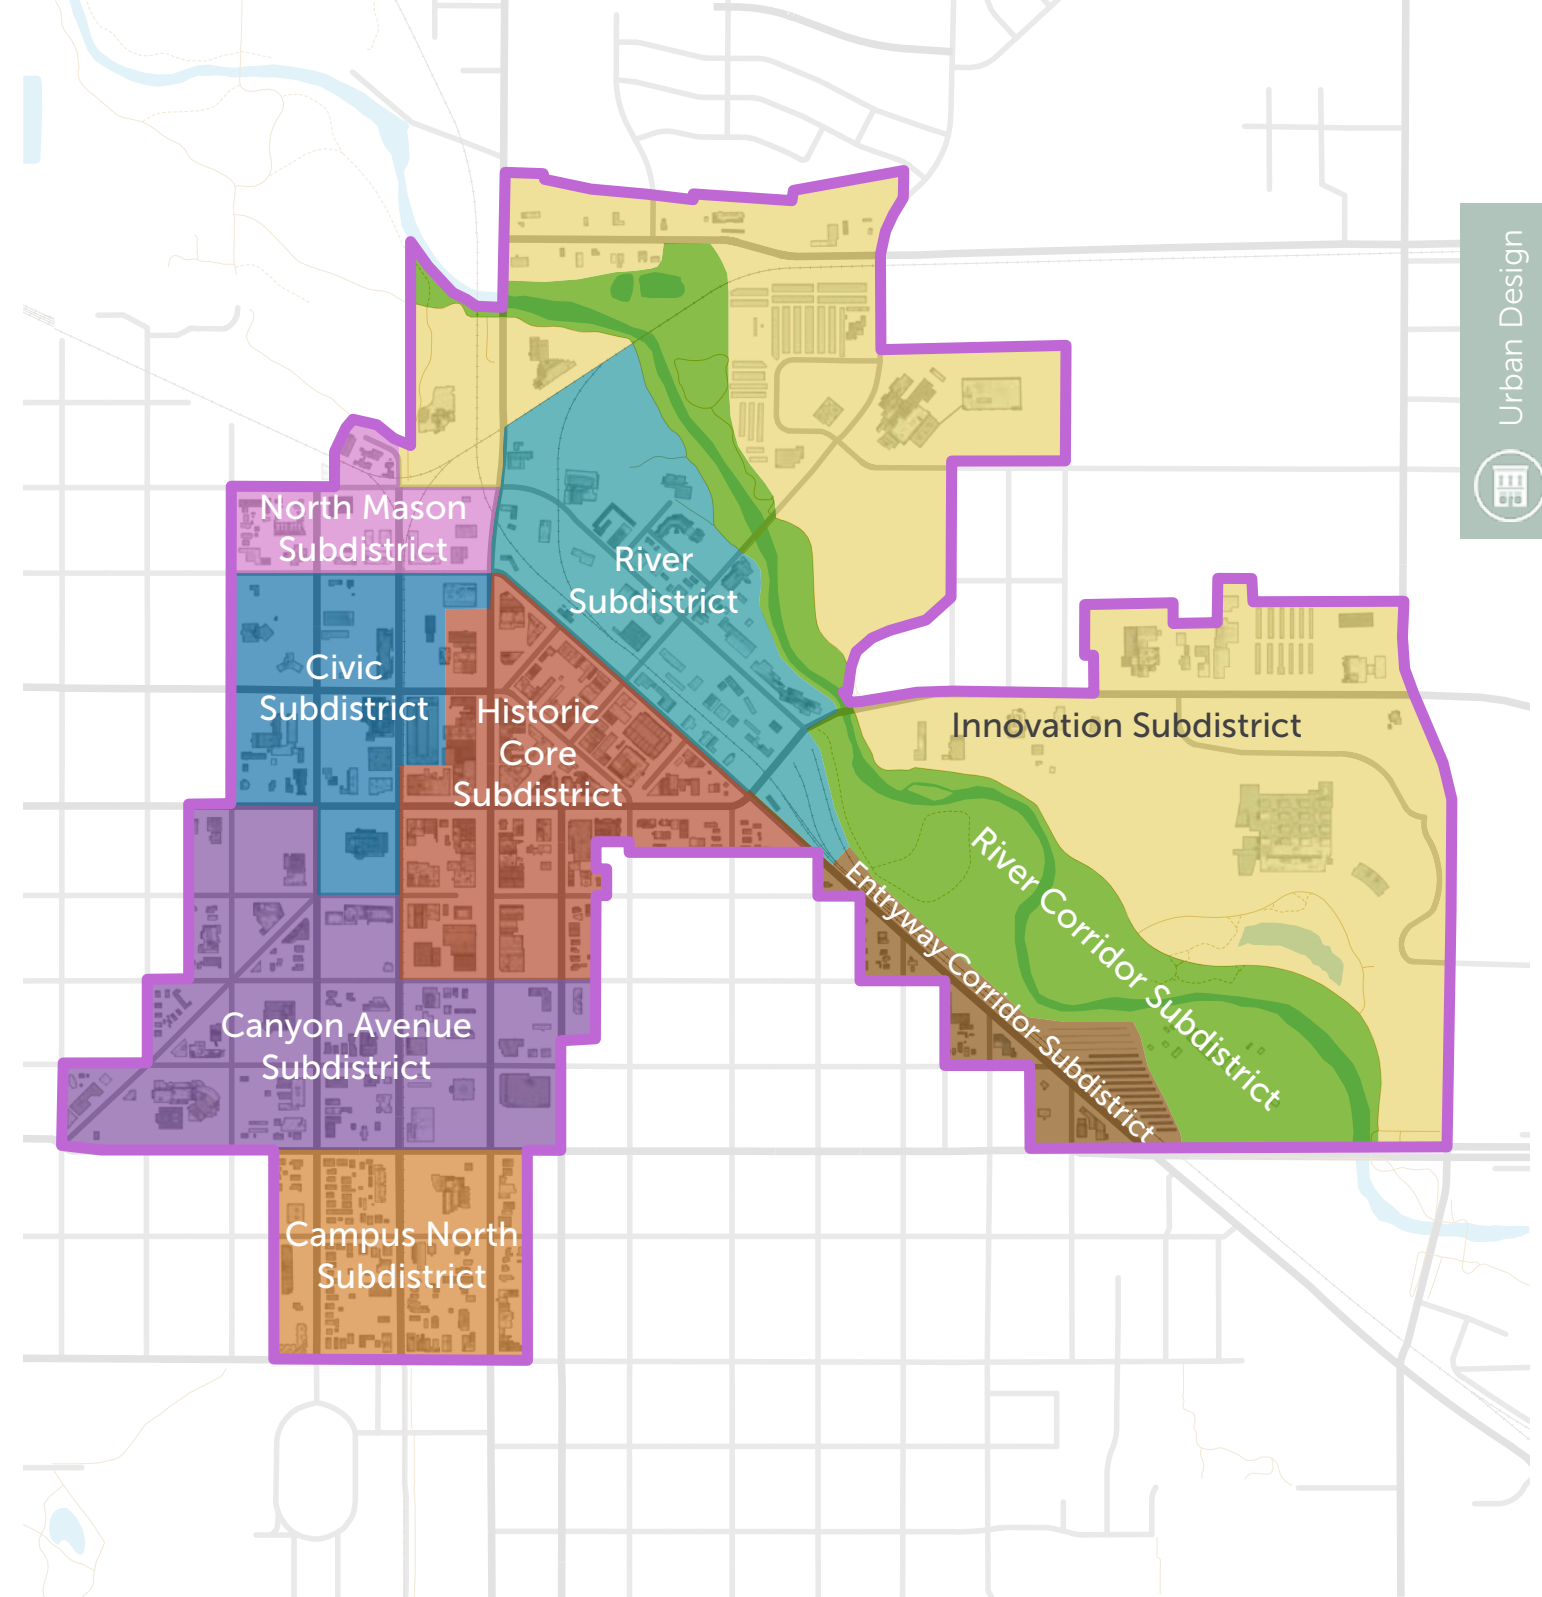 Urban Design
North Mason
Subdistrict
River
Subdistrict
Civic
Subdistrict
Historic
Core
Subdistrict
Innovation Subdistrict
River Corridor Subdistrict
Entryway Corridor Subdistrict
Canyon Avenue
Subdistrict
Campus North
Subdistrict